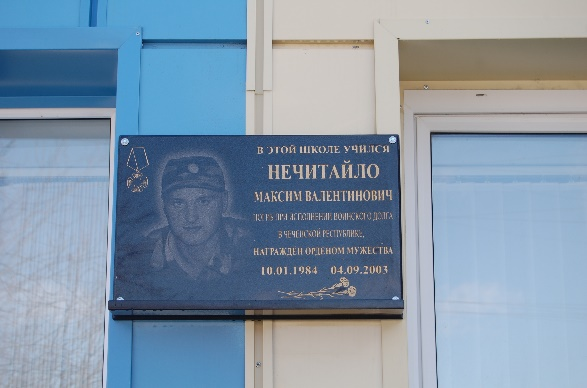 В ЭТОЙ ШКОЛЕ УЧИЛСЯ
НЕЧИТАЙЛО
МАКСИМ ВАЛЕНТИНОВИЧ
ПОГИБ ПРИ ИСПОЛНЕНИИ ВОИНСКОГО ДОЛГА
В ЧЕЧЕНСКОЙ РЕСПУБЛИКЕ,
НАГРАЖДЕН ОРДЕНОМ МУЖЕСТВА
10.01.1984 04.09.2003